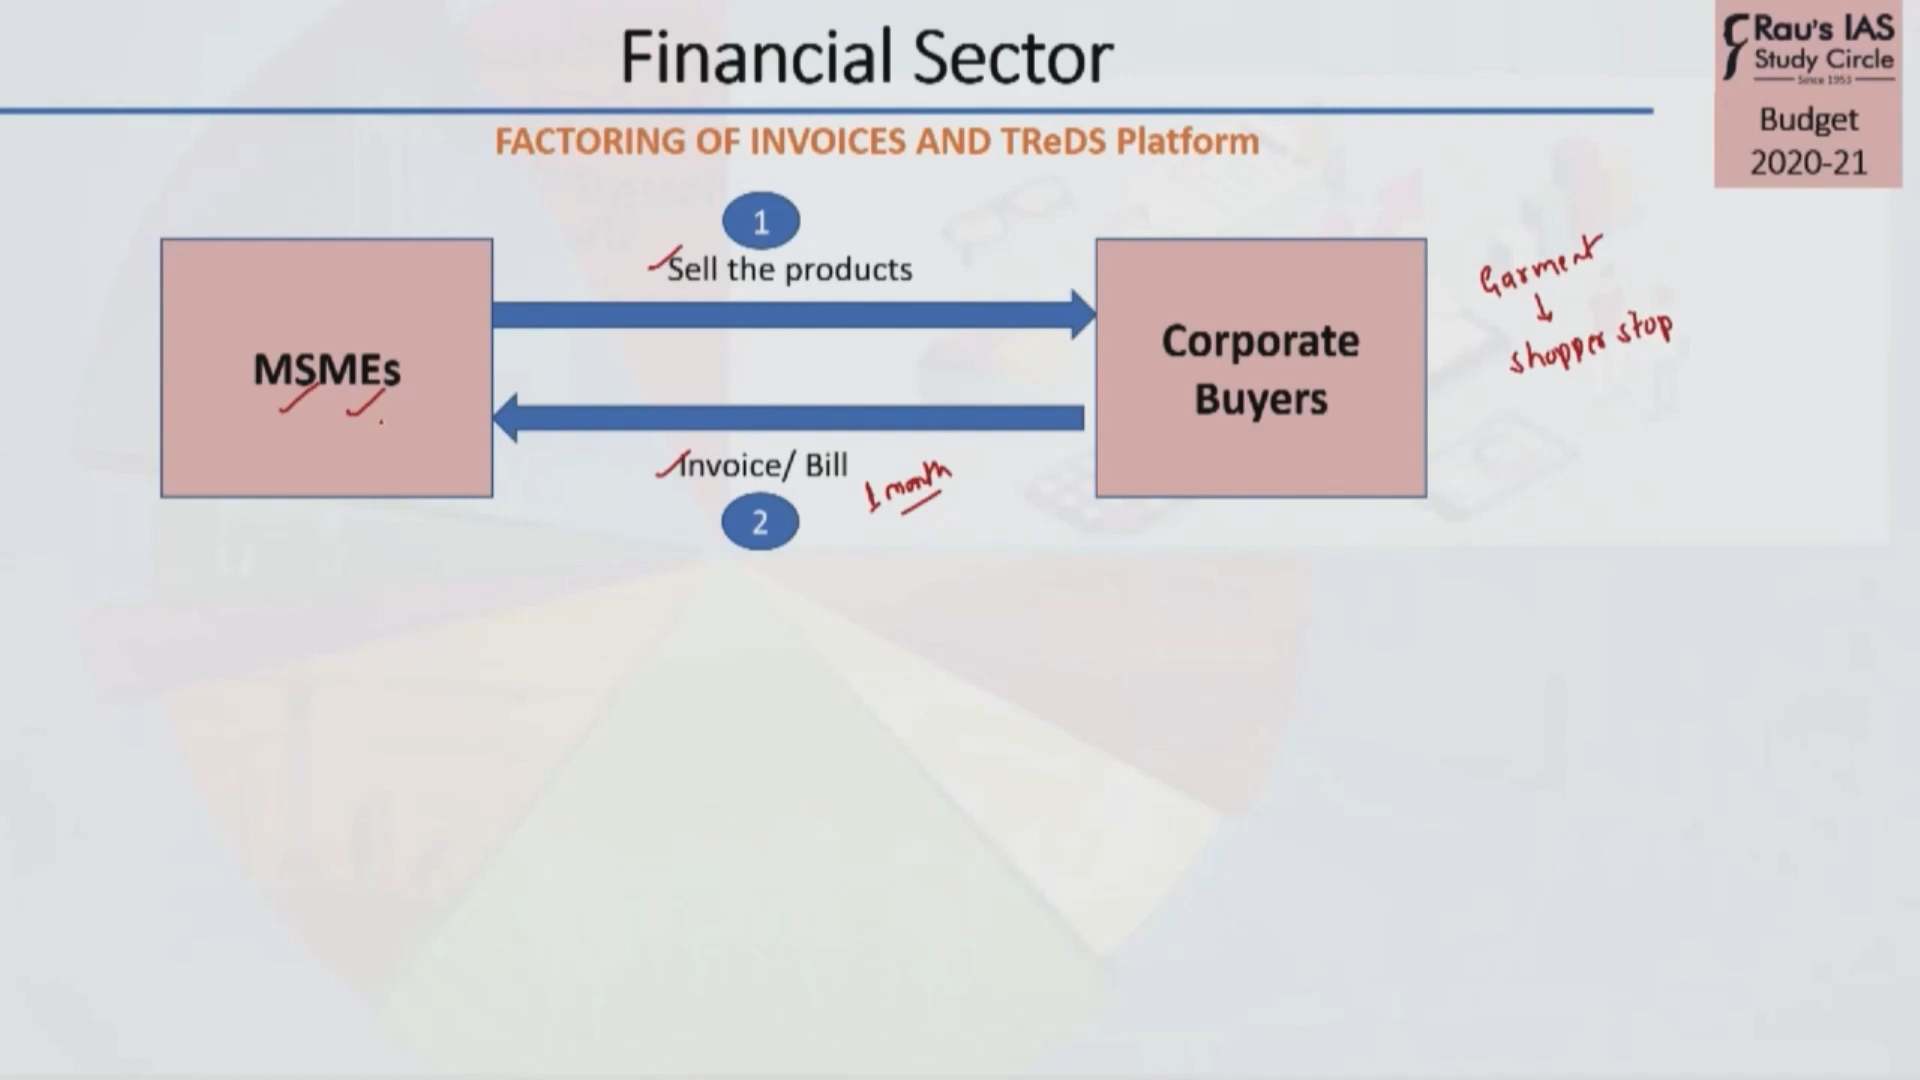 Financial Sector
Rau's IAS
Study Circle
Since 1953
Budget
2020-21
FACTORING OF INVOICES AND TReDS Platform
1
Sell the products
MSMEs
Corporate
Buyers
Garment
shopper stop
Invoice/ Bill
1 month
2